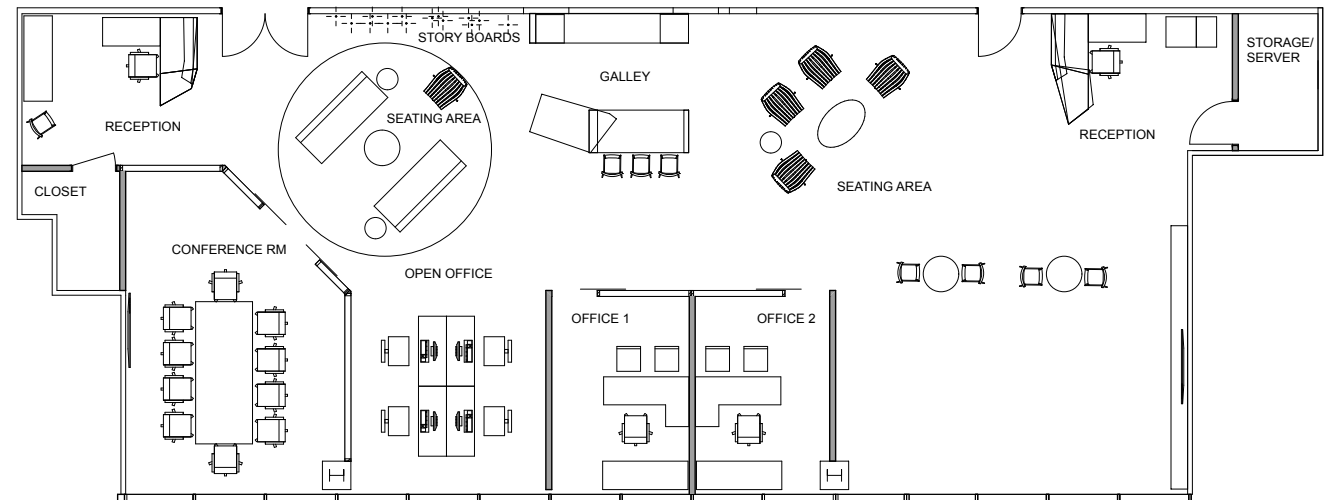 STORY BOARDS
STORAGE/
SERVER
GALLEY
SEATING AREA
RECEPTION
RECEPTION
CLOSET
SEATING AREA
CONFERENCE RM
OPEN OFFICE
OFFICE 1
OFFICE 2